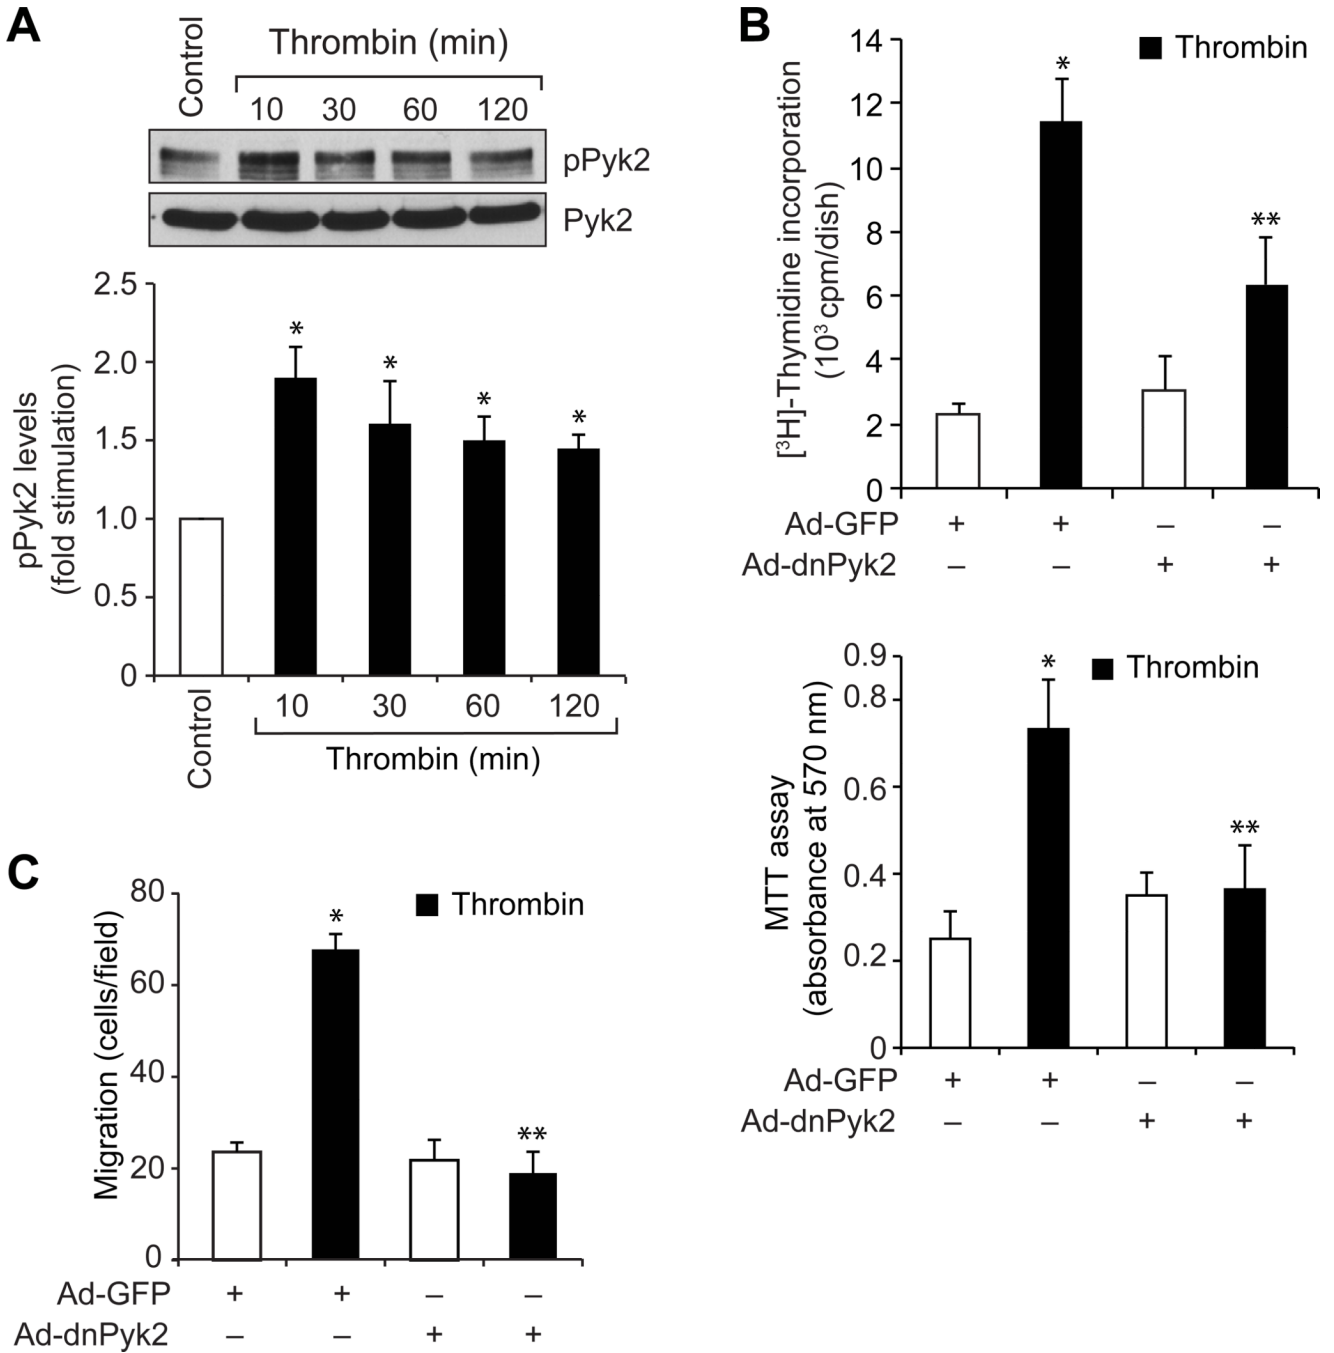 A
Control
Thrombin (min)
10 30 60 120
pPyk2
Pyk2
pPyk2 levels
(fold stimulation)
2.5
*
2.0
*
*
*
1.5
1.0
0.5
0
Control
10 30 60 120
Thrombin (min)
B
[³H]-Thymidine incorporation
(10³ cpm/dish)
14
Thrombin
*
12
10
**
8
6
4
2
0
Ad-GFP + + – –
Ad-dnPyk2 – – + +
MTT assay
(absorbance at 570 nm)
0.9
* Thrombin
0.8
0.6
**
0.4
0.2
0
Ad-GFP + + – –
Ad-dnPyk2 – – + +
C
Migration (cells/field)
80
Thrombin
*
60
40
**
20
0
Ad-GFP + + – –
Ad-dnPyk2 – – + +